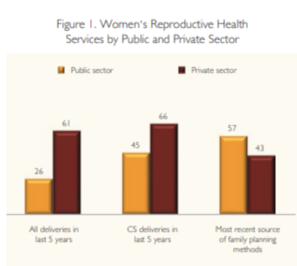 Figure 1. Women's Reproductive Health
Services by Public and Private Sector
Public sector
Private sector
26
61
45
66
57
43
All deliveries in
last 5 years
CS deliveries in
last 5 years
Most recent source
of family planning
methods